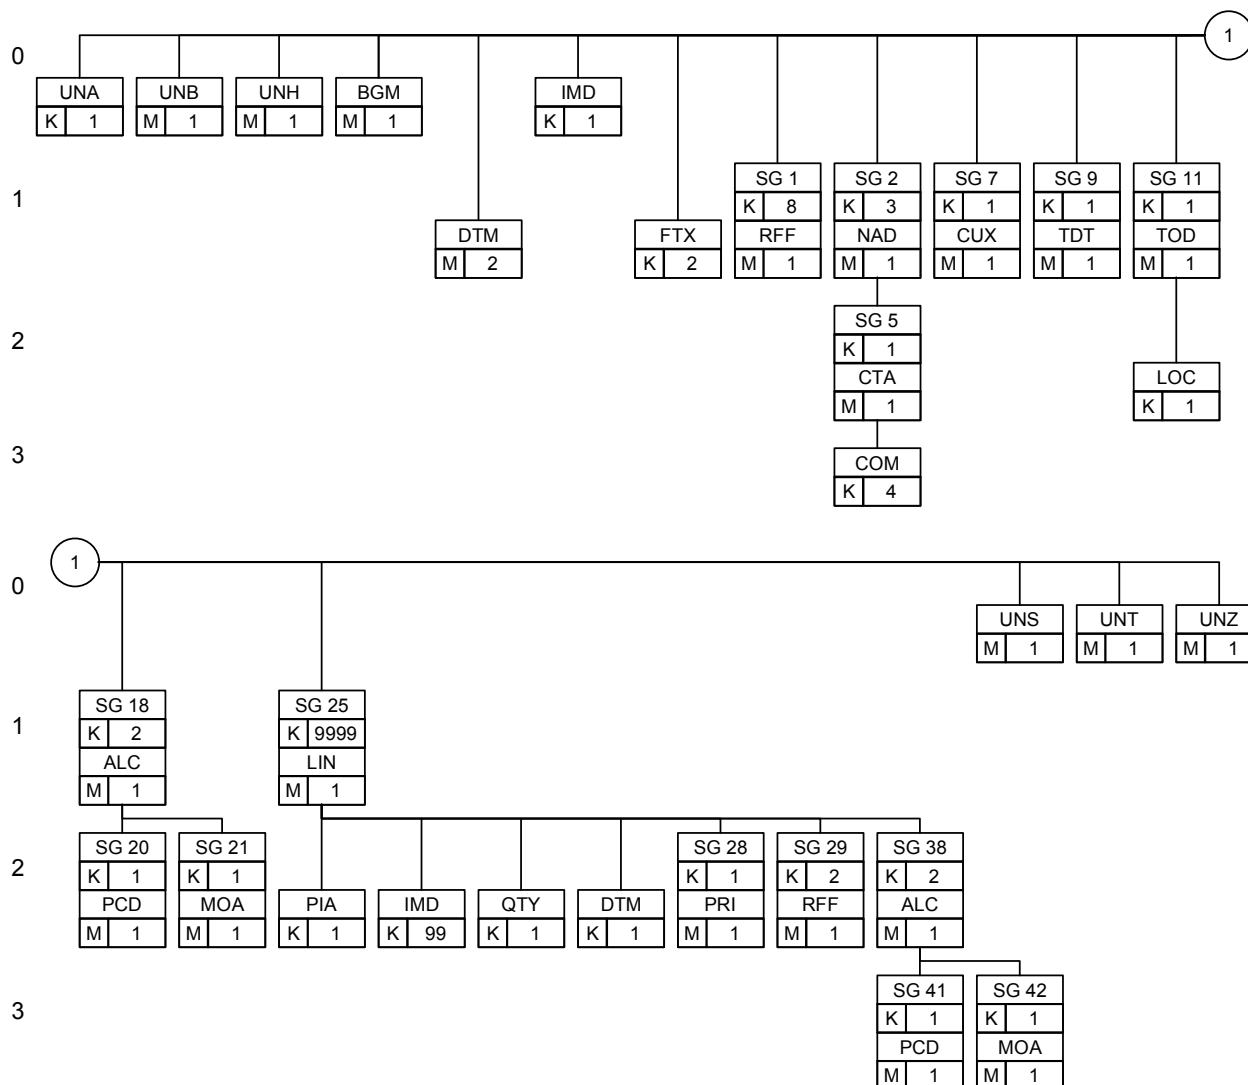 1
0
UNA UNB UNH BGM IMD
K 1 M 1 M 1 M 1 K 1
SG 1 SG 2 SG 7 SG 9 SG 11
1
K 8 K 3 K 1 K 1 K 1
DTM FTX RFF NAD CUX TDT TOD
M 2 K 2 M 1 M 1 M 1 M 1 M 1
SG 5
2
K 1
CTA LOC
M 1 K 1
3
COM
K 4
1
0
UNS UNT UNZ
M 1 M 1 M 1
SG 18 SG 25
1
K 2 K 9999
ALC LIN
M 1 M 1
SG 20 SG 21 SG 28 SG 29 SG 38
2
K 1 K 1 K 1 K 2 K 2
PCD MOA PIA IMD QTY DTM PRI RFF ALC
M 1 M 1 K 1 K 99 K 1 K 1 M 1 M 1 M 1
SG 41 SG 42
3
K 1 K 1
PCD MOA
M 1 M 1